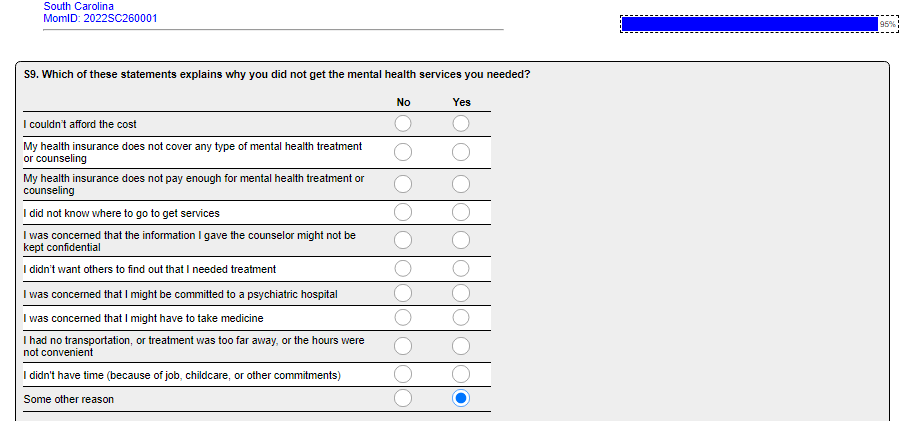 South Carolina
MomID: 2022SC260001
95%
S9. Which of these statements explains why you did not get the mental health services you needed?
No Yes
I couldn't afford the cost
My health insurance does not cover any type of mental health treatment
or counseling
My health insurance does not pay enough for mental health treatment or
counseling
I did not know where to go to get services
I was concerned that the information I gave the counselor might not be
kept confidential
I didn't want others to find out that I needed treatment
I was concerned that I might be committed to a psychiatric hospital
I was concerned that I might have to take medicine
I had no transportation, or treatment was too far away, or the hours were
not convenient
I didn't have time (because of job, childcare, or other commitments)
Some other reason